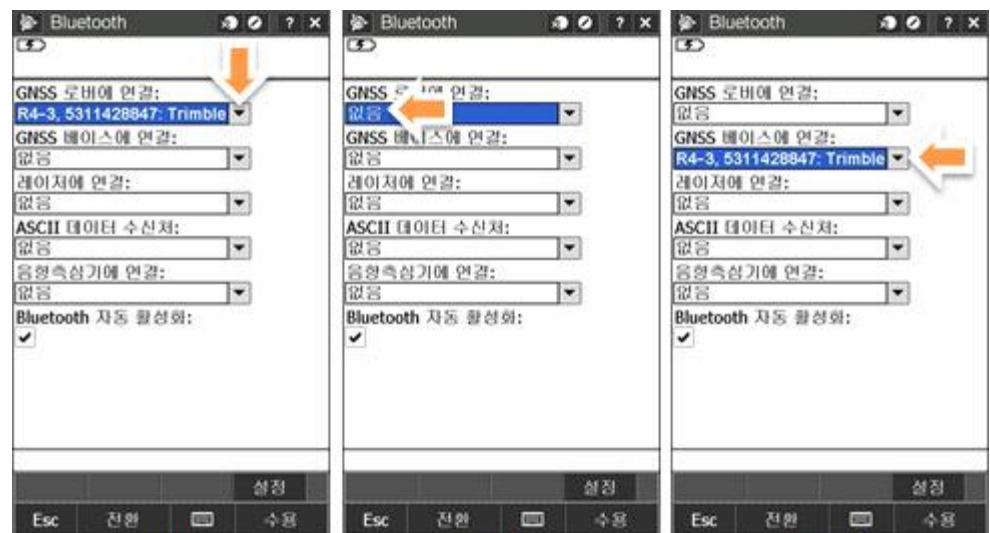 Bluetooth ? ×
GNSS 로버에 연결:
R4-3, 5311428847: Trimble
GNSS 베이스에 연결:
없음
레이저에 연결:
없음
ASCII 데이터 수신처:
없음
음향측심기에 연결:
없음
Bluetooth 자동 활성화:
설정
Esc 전환 수용
Bluetooth ? ×
GNSS 연결:
없음
GNSS 베이스에 연결:
없음
레이저에 연결:
없음
ASCII 데이터 수신처:
없음
음향측심기에 연결:
없음
Bluetooth 자동 활성화:
설정
Esc 전환 수용
Bluetooth ? ×
GNSS 로버에 연결:
없음
GNSS 베이스에 연결:
R4-3, 5311428847: Trimble
레이저에 연결:
없음
ASCII 데이터 수신처:
없음
음향측심기에 연결:
없음
Bluetooth 자동 활성화:
설정
Esc 전환 수용